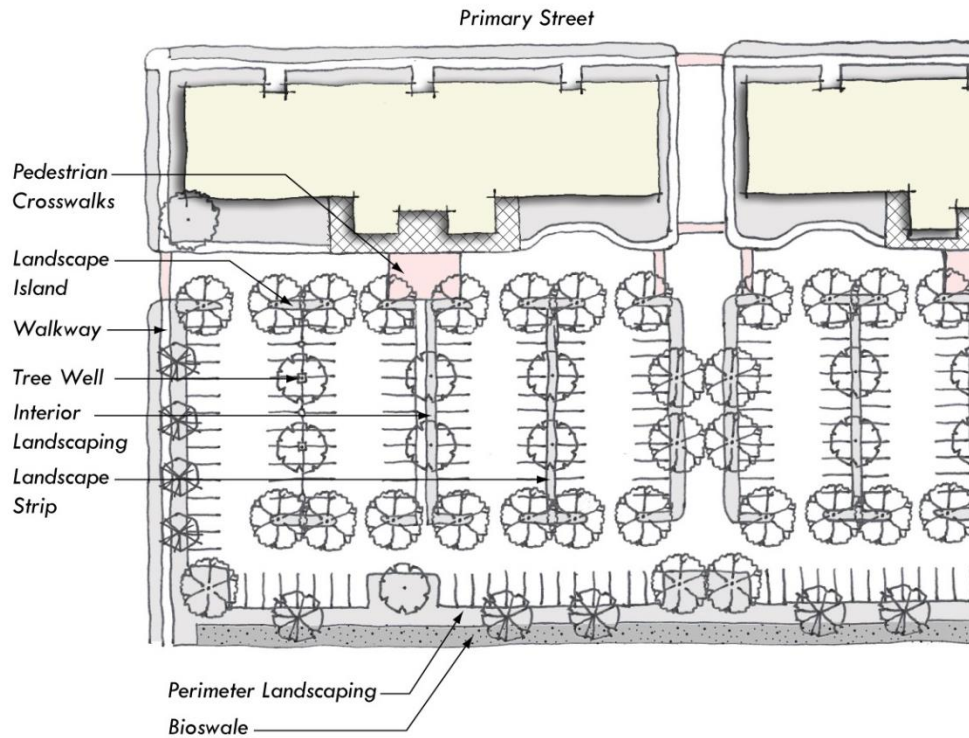 Primary Street
Pedestrian
Crosswalks
Landscape
Island
Walkway
Tree Well
Interior
Landscaping
Landscape
Strip
Perimeter Landscaping
Bioswale